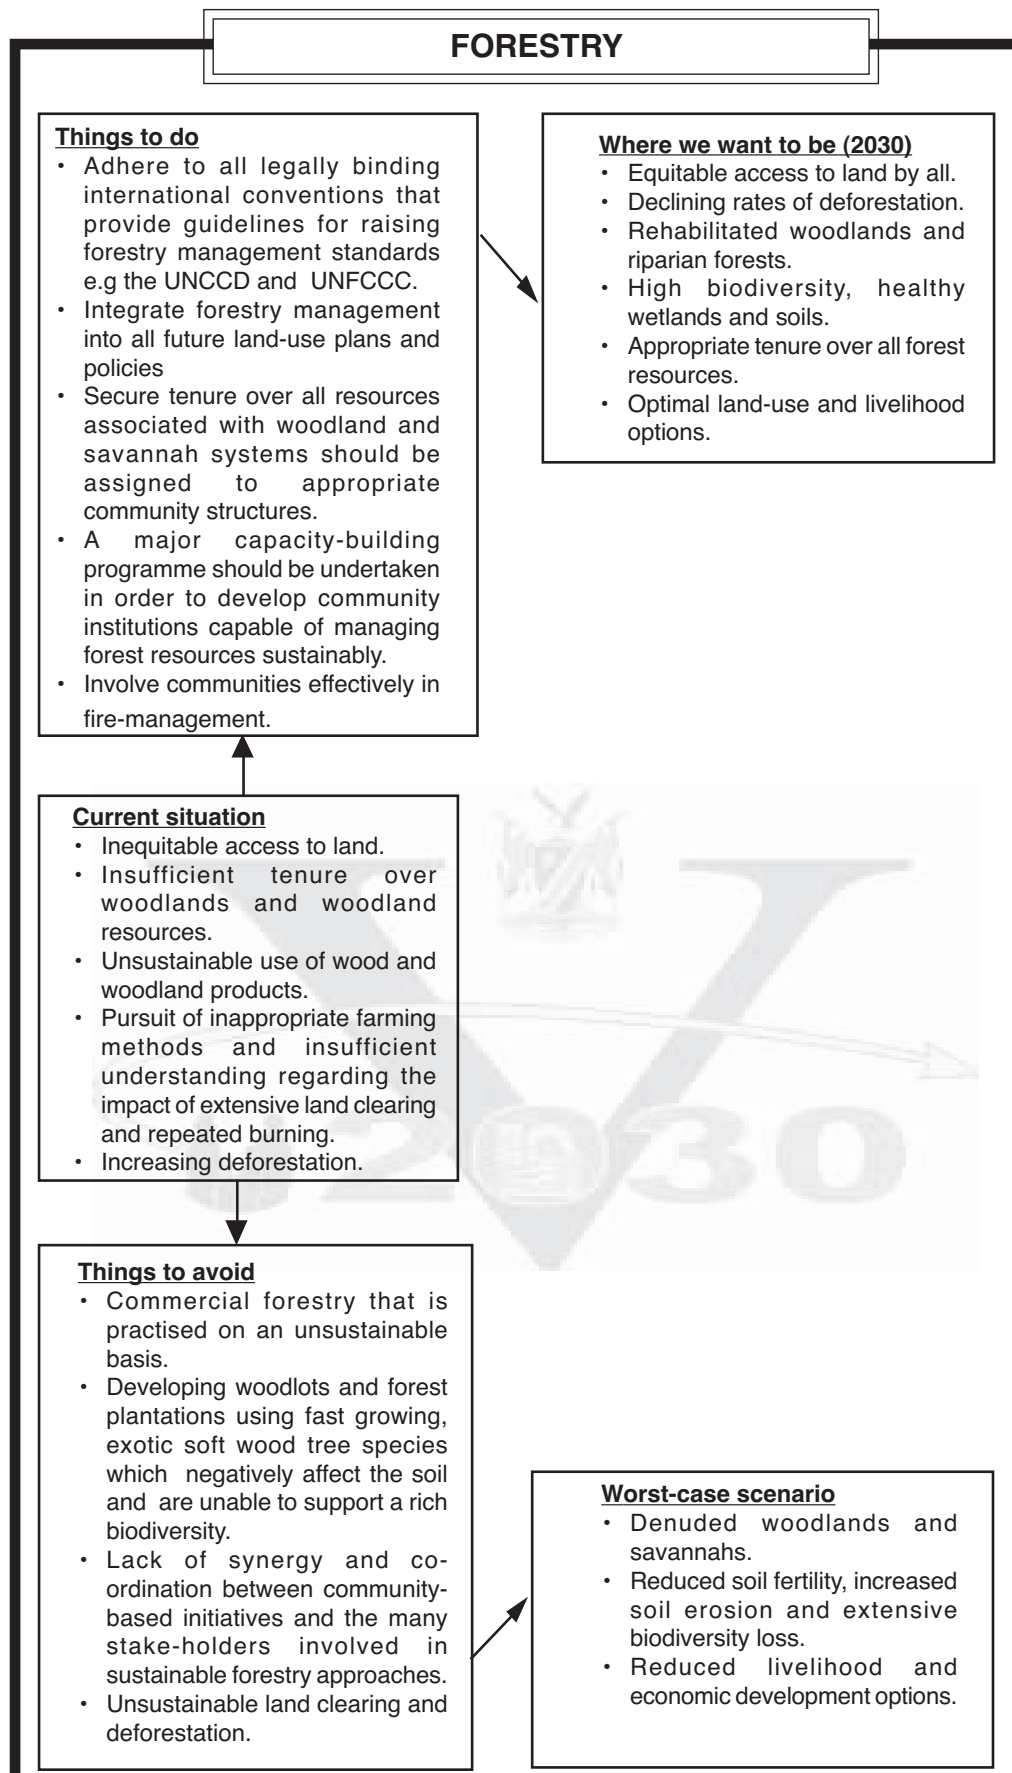 FORESTRY
Things to do
• Adhere to all legally binding
international conventions that
provide guidelines for raising
forestry management standards
e.g the UNCCD and UNFCCC.
• Integrate forestry management
into all future land-use plans and
policies
• Secure tenure over all resources
associated with woodland and
savannah systems should be
assigned to appropriate
community structures.
• A major capacity-building
programme should be undertaken
in order to develop community
institutions capable of managing
forest resources sustainably.
• Involve communities effectively in
fire-management.
Where we want to be (2030)
• Equitable access to land by all.
• Declining rates of deforestation.
• Rehabilitated woodlands and
riparian forests.
• High biodiversity, healthy
wetlands and soils.
• Appropriate tenure over all forest
resources.
• Optimal land-use and livelihood
options.
Current situation
• Inequitable access to land.
• Insufficient tenure over
woodlands and woodland
resources.
• Unsustainable use of wood and
woodland products.
• Pursuit of inappropriate farming
methods and insufficient
understanding regarding the
impact of extensive land clearing
and repeated burning.
• Increasing deforestation.
V
2030
Things to avoid
• Commercial forestry that is
practised on an unsustainable
basis.
• Developing woodlots and forest
plantations using fast growing,
exotic soft wood tree species
which negatively affect the soil
and are unable to support a rich
biodiversity.
• Lack of synergy and co-
ordination between community-
based initiatives and the many
stake-holders involved in
sustainable forestry approaches.
• Unsustainable land clearing and
deforestation.
Worst-case scenario
• Denuded woodlands and
savannahs.
• Reduced soil fertility, increased
soil erosion and extensive
biodiversity loss.
• Reduced livelihood and
economic development options.